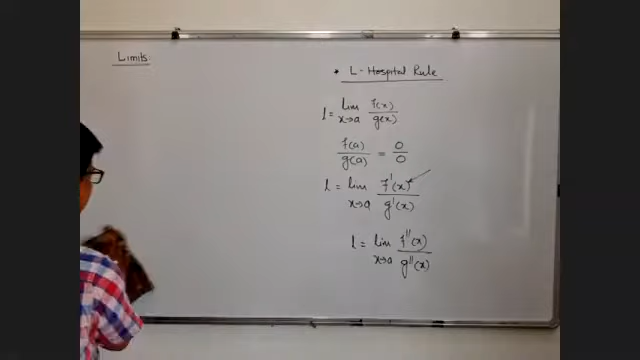 Limits
• L-Hospital Rule
l = lim x→a f(x)/g(x)
f(a)/g(a) = 0/0
l = lim x→a f'(x)/g'(x)
l = lim x→a f''(x)/g''(x)